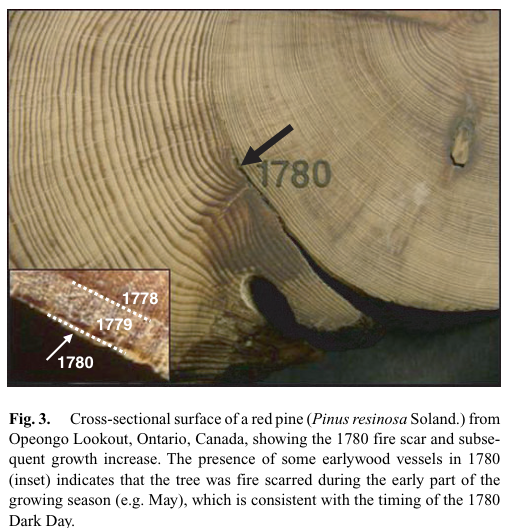 1780
1778
1779
1780
Fig. 3. Cross-sectional surface of a red pine (Pinus resinosa Soland.) from
Opeongo Lookout, Ontario, Canada, showing the 1780 fire scar and subse-
quent growth increase. The presence of some earlywood vessels in 1780
(inset) indicates that the tree was fire scarred during the early part of the
growing season (e.g. May), which is consistent with the timing of the 1780
Dark Day.